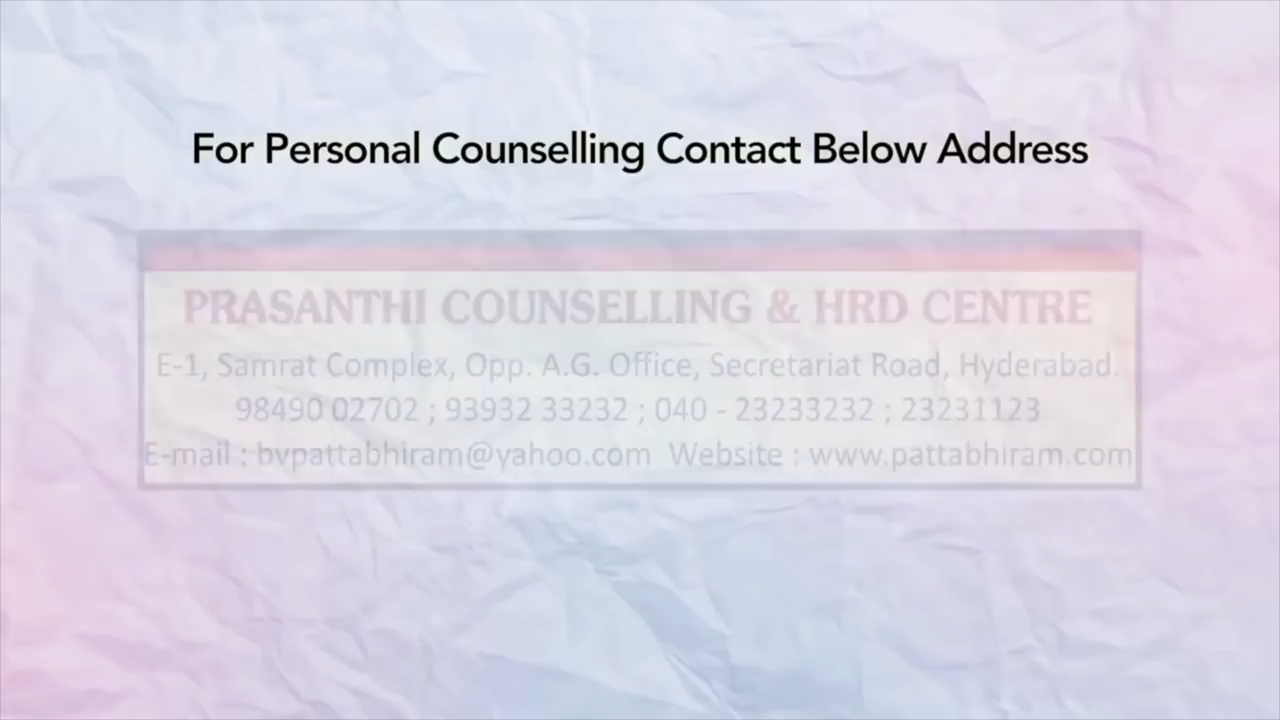 For Personal Counselling Contact Below Address
PRASANTHI COUNSELLING & HRD CENTRE
E-1, Samrat Complex, Opp. A.G. Office, Secretariat Road, Hyderabad.
98490 02702 ; 93932 33232 ; 040 - 23233232 ; 23231123
E-mail : bvpattabhiram@yahoo.com Website : www.pattabhiram.com